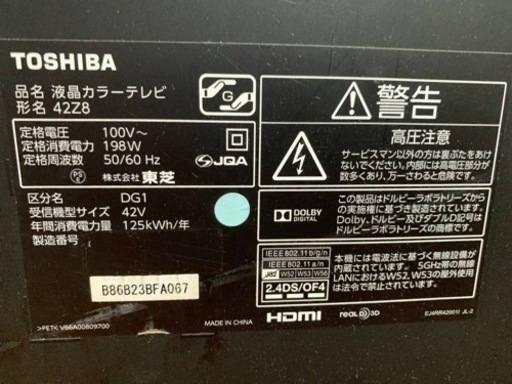 TOSHIBA
品名 液晶カラーテレビ
形名 42Z8
定格電圧 100V～
定格消費電力 198W
定格周波数 50/60 Hz
PS E
株式会社 東芝
G
JQA
区分名 DG1
受信機型サイズ 42V
年間消費電力量 125kWh/年
製造番号
B86B23BFA067
>PET< V66A00809700
MADE IN CHINA
警告
高圧注意
サービスマン以外の方は裏ぶたをあけ
ないでください。内部には高電圧部分が
数多くあり、万一さわると危険です。
DOLBY DIGITAL
この製品はドルビーラボラトリーズからの
実施権に基づき製造されています。
Dolby、ドルビー及びダブルD記号は
ドルビーラボラトリーズの商標です。
IEEE802.11b/g/n
IEEE802.11a/n
W52 W53 W56
2.4DS/OF4
本機には電波法に基づく無線設備が
内蔵されています。5GHz帯の無線
LANにおけるW52、W53の屋外使用
は法令で禁止されています。
HDMI
REAL D 3D
JL-2